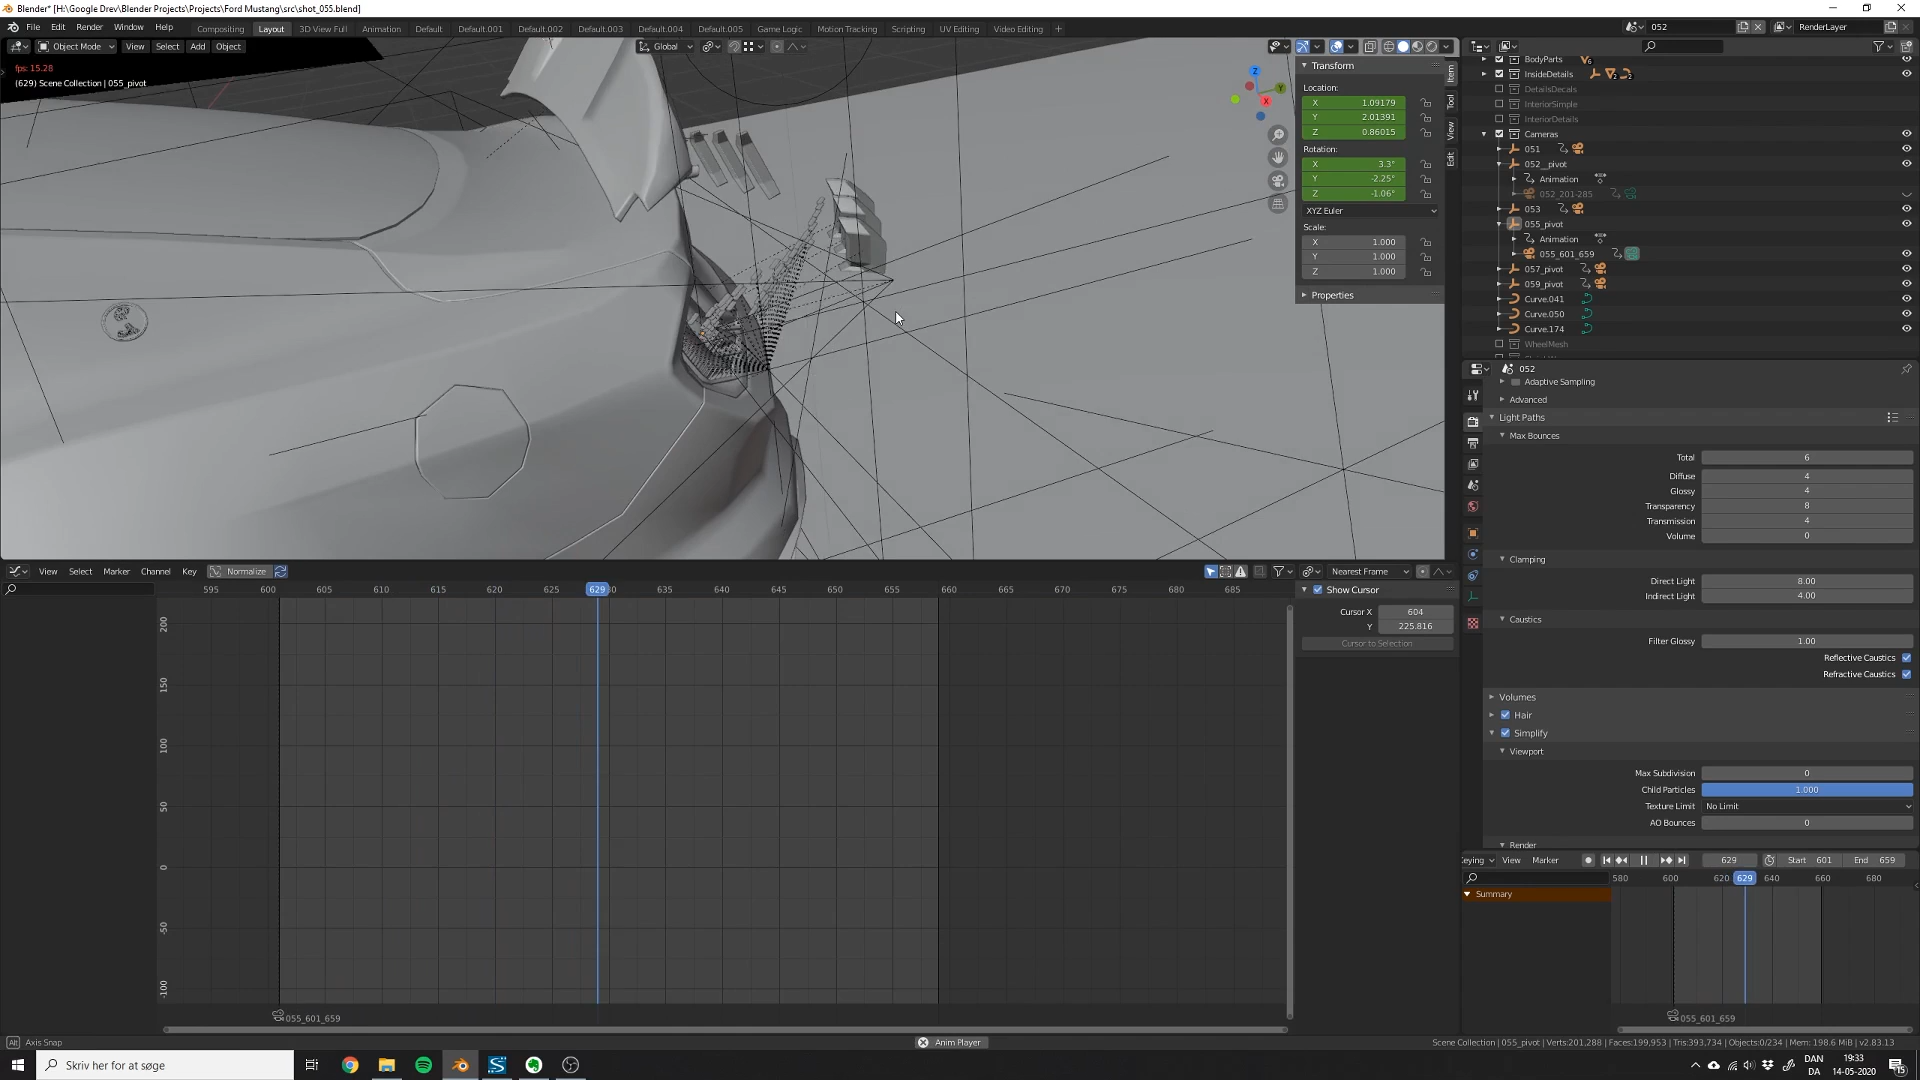 Blender* [H:\Google Drev\Blender Projects\Projects\Ford Mustang\src\shot_055.blend]
File Edit Render Window Help Compositing Layout 3D View Full Animation Default Default.001 Default.002 Default.003 Default.004 Default.005 Game Logic Motion Tracking Scripting UV Editing Video Editing + 052 RenderLayer
Object Mode View Select Add Object Global
fps: 15.28
(629) Scene Collection | 055_pivot
Z
Y
X
Transform
Location:
X 1.09179
Y 2.01391
Z 0.86015
Rotation:
X 3.3°
Y -2.25°
Z -1.06°
XYZ Euler
Scale:
X 1.000
Y 1.000
Z 1.000
Properties
Item
Tool
View
Edit
BodyParts
InsideDetails
DetailsDecals
InteriorSimple
InteriorDetails
Cameras
051
052__pivot
Animation
052_201-285
053
055_pivot
Animation
055_601_659
057_pivot
059_pivot
Curve.041
Curve.050
Curve.174
WheelMesh
052
Adaptive Sampling
Advanced
Light Paths
Max Bounces
Total 6
Diffuse 4
Glossy 4
Transparency 8
Transmission 4
Volume 0
Clamping
Direct Light 8.00
Indirect Light 4.00
Caustics
Filter Glossy 1.00
Reflective Caustics
Refractive Caustics
Volumes
Hair
Simplify
Viewport
Max Subdivision 0
Child Particles 1.000
Texture Limit No Limit
AO Bounces 0
Render
View Select Marker Channel Key Normalize Nearest Frame
595 600 605 610 615 620 625 629 630 635 640 645 650 655 660 665 670 675 680 685
200
150
100
50
0
-50
-100
055_601_659
Show Cursor
Cursor X 604
Y 225.816
Cursor to Selection
Keying View Marker 629 Start 601 End 659
580 600 620 629 640 660 680
Summary
055_601_659
Alt Axis Snap Anim Player Scene Collection | 055_pivot | Verts:201,288 | Faces:199,953 | Tris:393,734 | Objects:0/234 | Mem: 198.6 MiB | v2.83.13
Skriv her for at søge
DAN
DA
19:33
14-05-2020
15